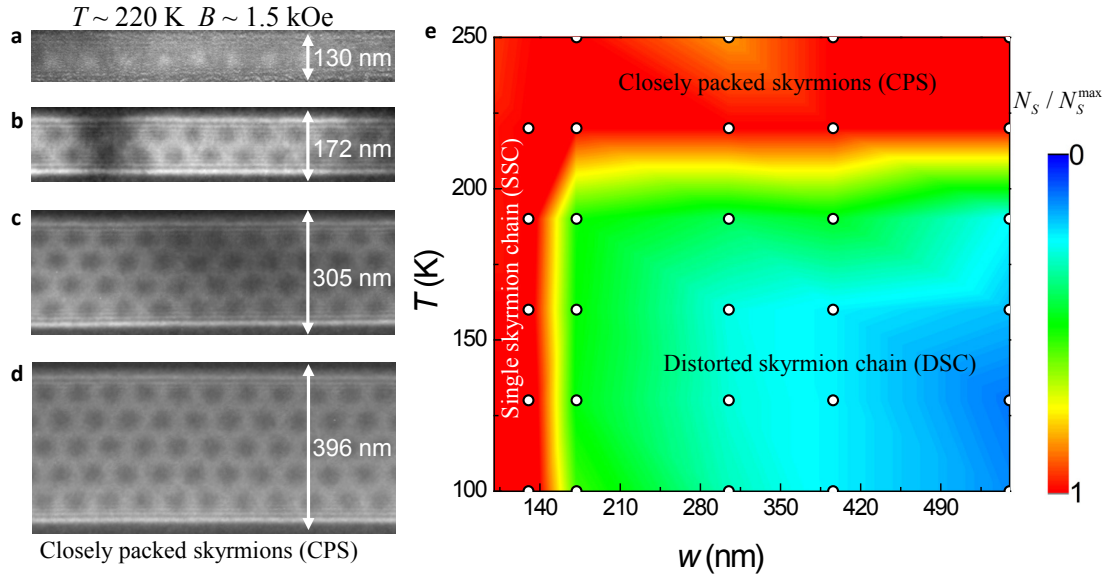 T ~ 220 K B ~ 1.5 kOe
a
130 nm
b
172 nm
c
305 nm
d
396 nm
Closely packed skyrmions (CPS)
e
250
200
150
100
T (K)
140
210
280
350
420
490
w (nm)
Closely packed skyrmions (CPS)
Single skyrmion chain (SSC)
Distorted skyrmion chain (DSC)
N_S / N_S^max
0
1